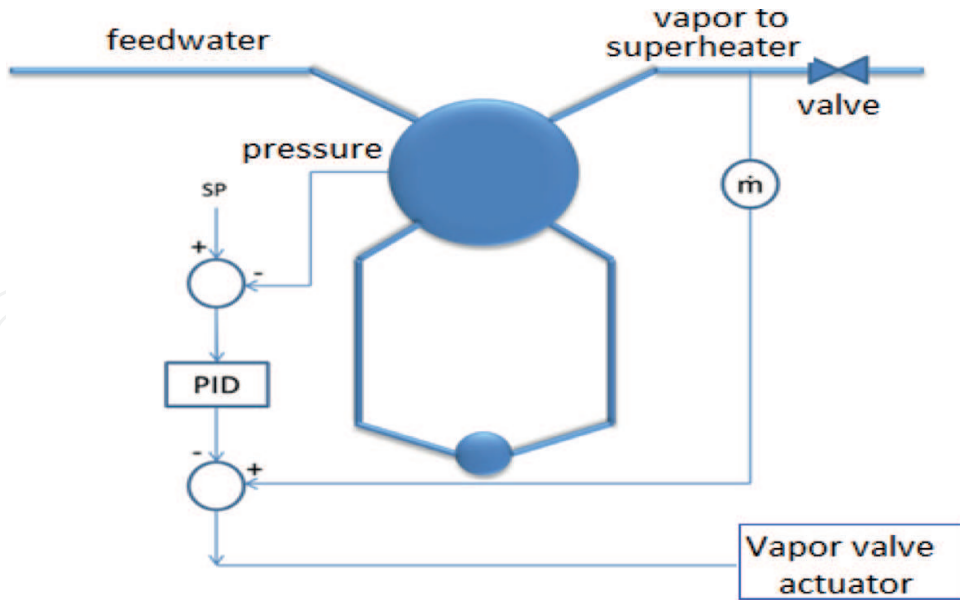 feedwater
vapor to
superheater
valve
pressure
ṁ
SP
+
-
PID
-
+
Vapor valve
actuator